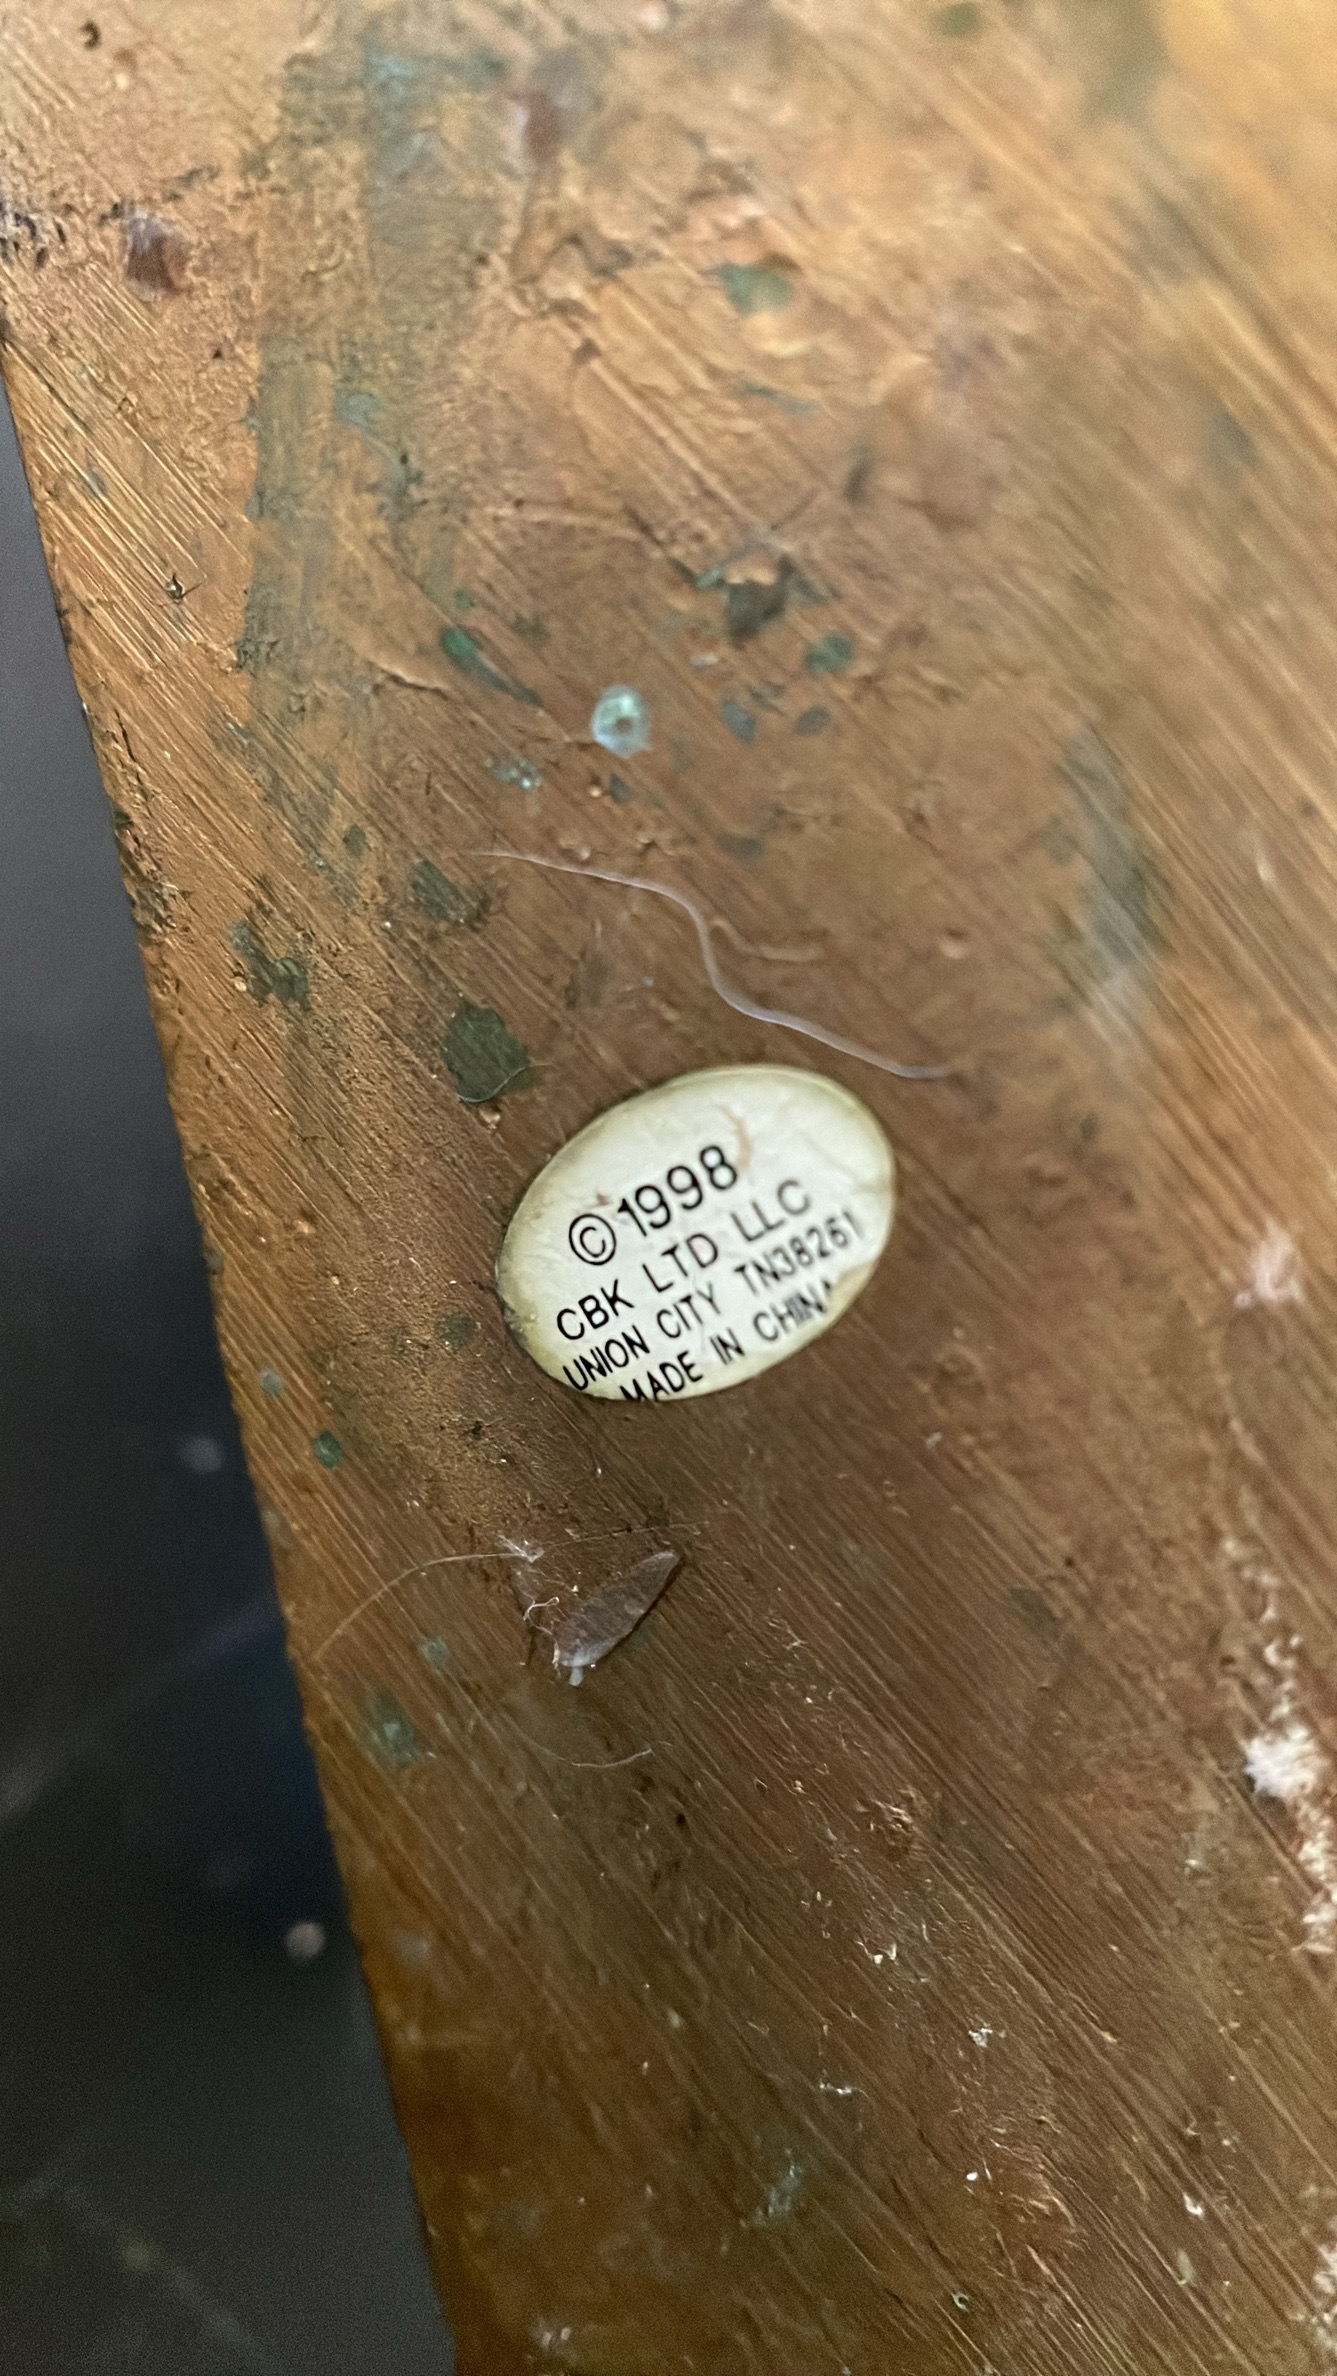 ©1998
CBK LTD LLC
UNION CITY TN38261
MADE IN CHINA